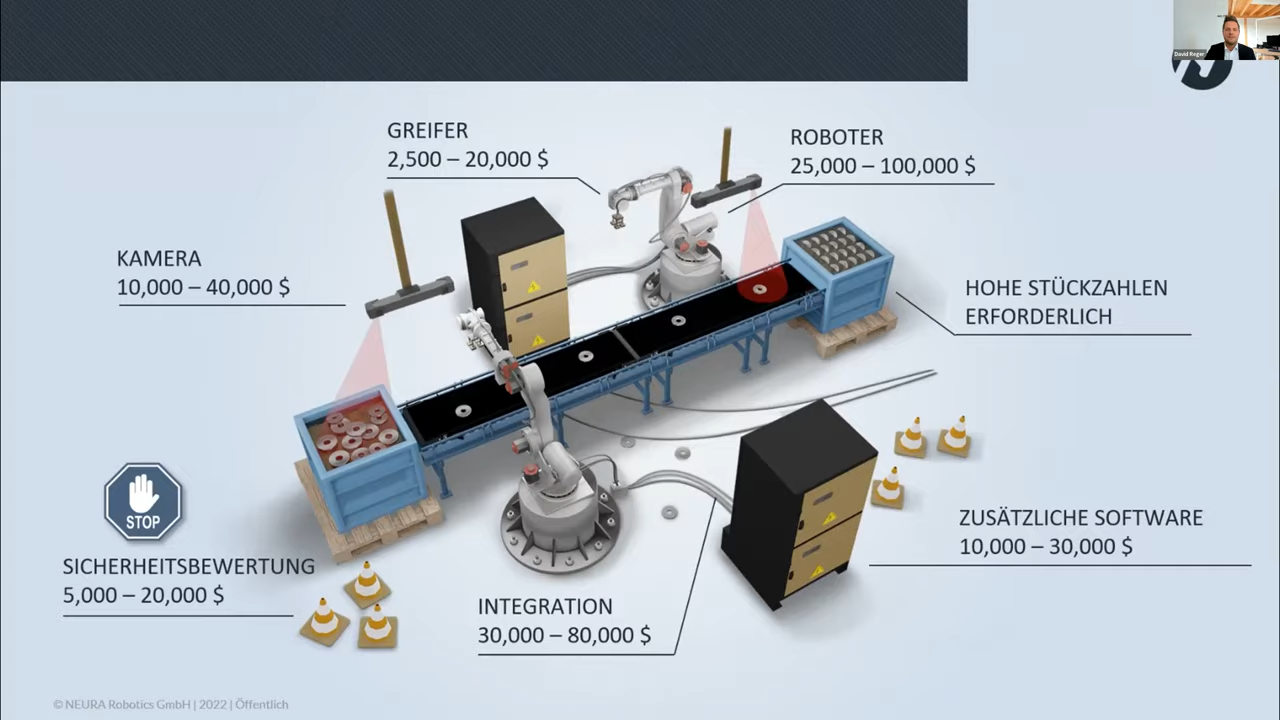 David Reger
GREIFER
2,500 – 20,000 $
ROBOTER
25,000 – 100,000 $
KAMERA
10,000 – 40,000 $
HOHE STÜCKZAHLEN
ERFORDERLICH
STOP
SICHERHEITSBEWERTUNG
5,000 – 20,000 $
INTEGRATION
30,000 – 80,000 $
ZUSÄTZLICHE SOFTWARE
10,000 – 30,000 $
© NEURA Robotics GmbH | 2022 | Öffentlich